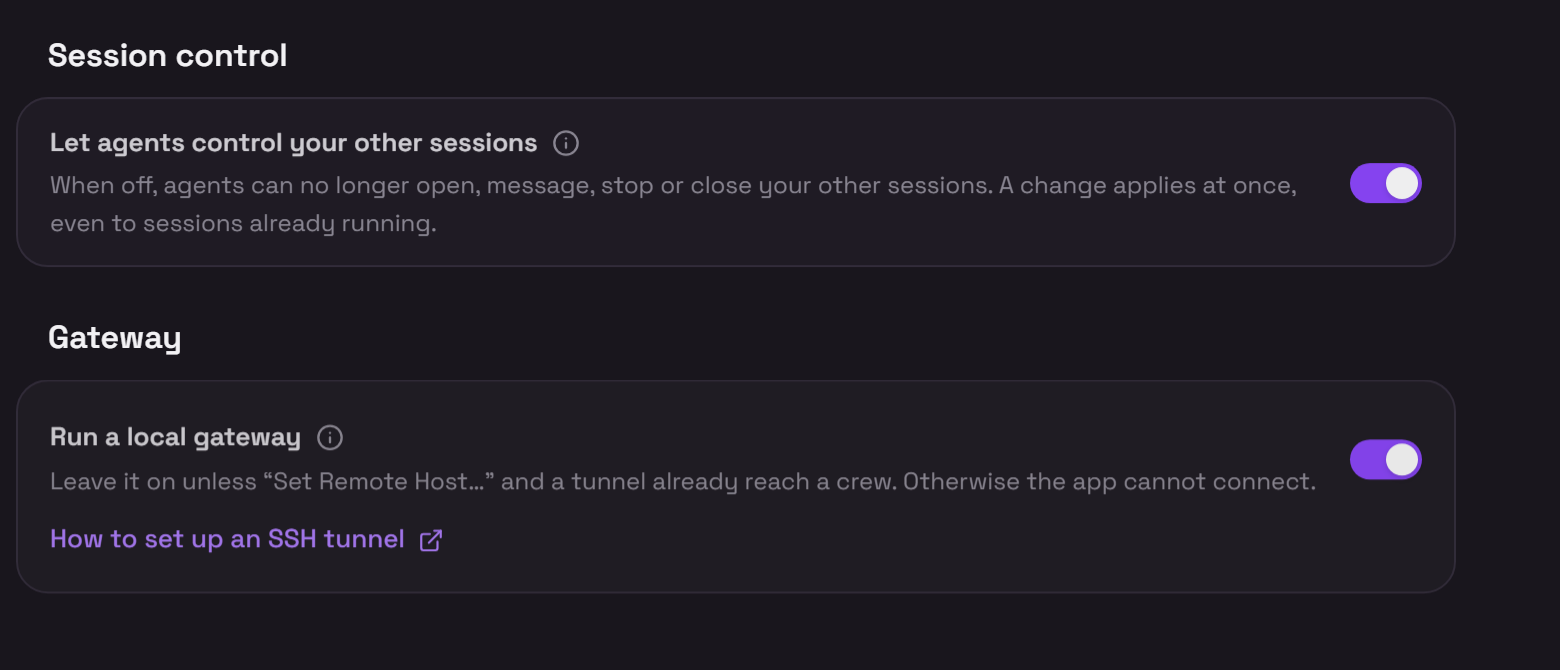 Session control
Let agents control your other sessions
When off, agents can no longer open, message, stop or close your other sessions. A change applies at once,
even to sessions already running.
Gateway
Run a local gateway
Leave it on unless “Set Remote Host…” and a tunnel already reach a crew. Otherwise the app cannot connect.
How to set up an SSH tunnel